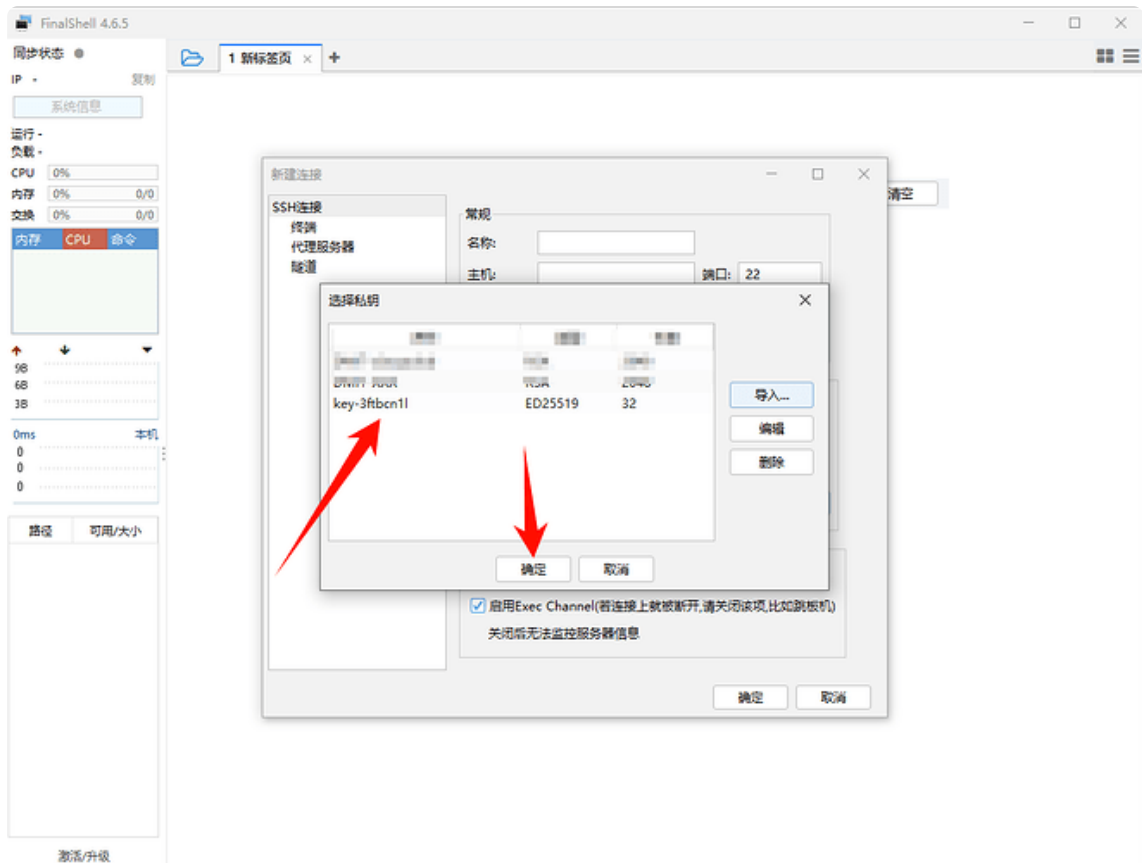 FinalShell 4.6.5
同步状态
IP -
复制
系统信息
运行 -
负载 -
CPU 0%
内存 0% 0/0
交换 0% 0/0
内存 CPU 命令
9B
6B
3B
0ms 本机
0
0
0
路径 可用/大小
激活/升级
1 新标签页
清空
新建连接
SSH连接
终端
代理服务器
隧道
常规
名称:
主机:
端口: 22
选择私钥
key-3ftbcn1l ED25519 32
导入...
编辑
删除
确定
取消
启用Exec Channel(若连接上就被断开,请关闭该项,比如跳板机)
关闭后无法监控服务器信息
确定
取消